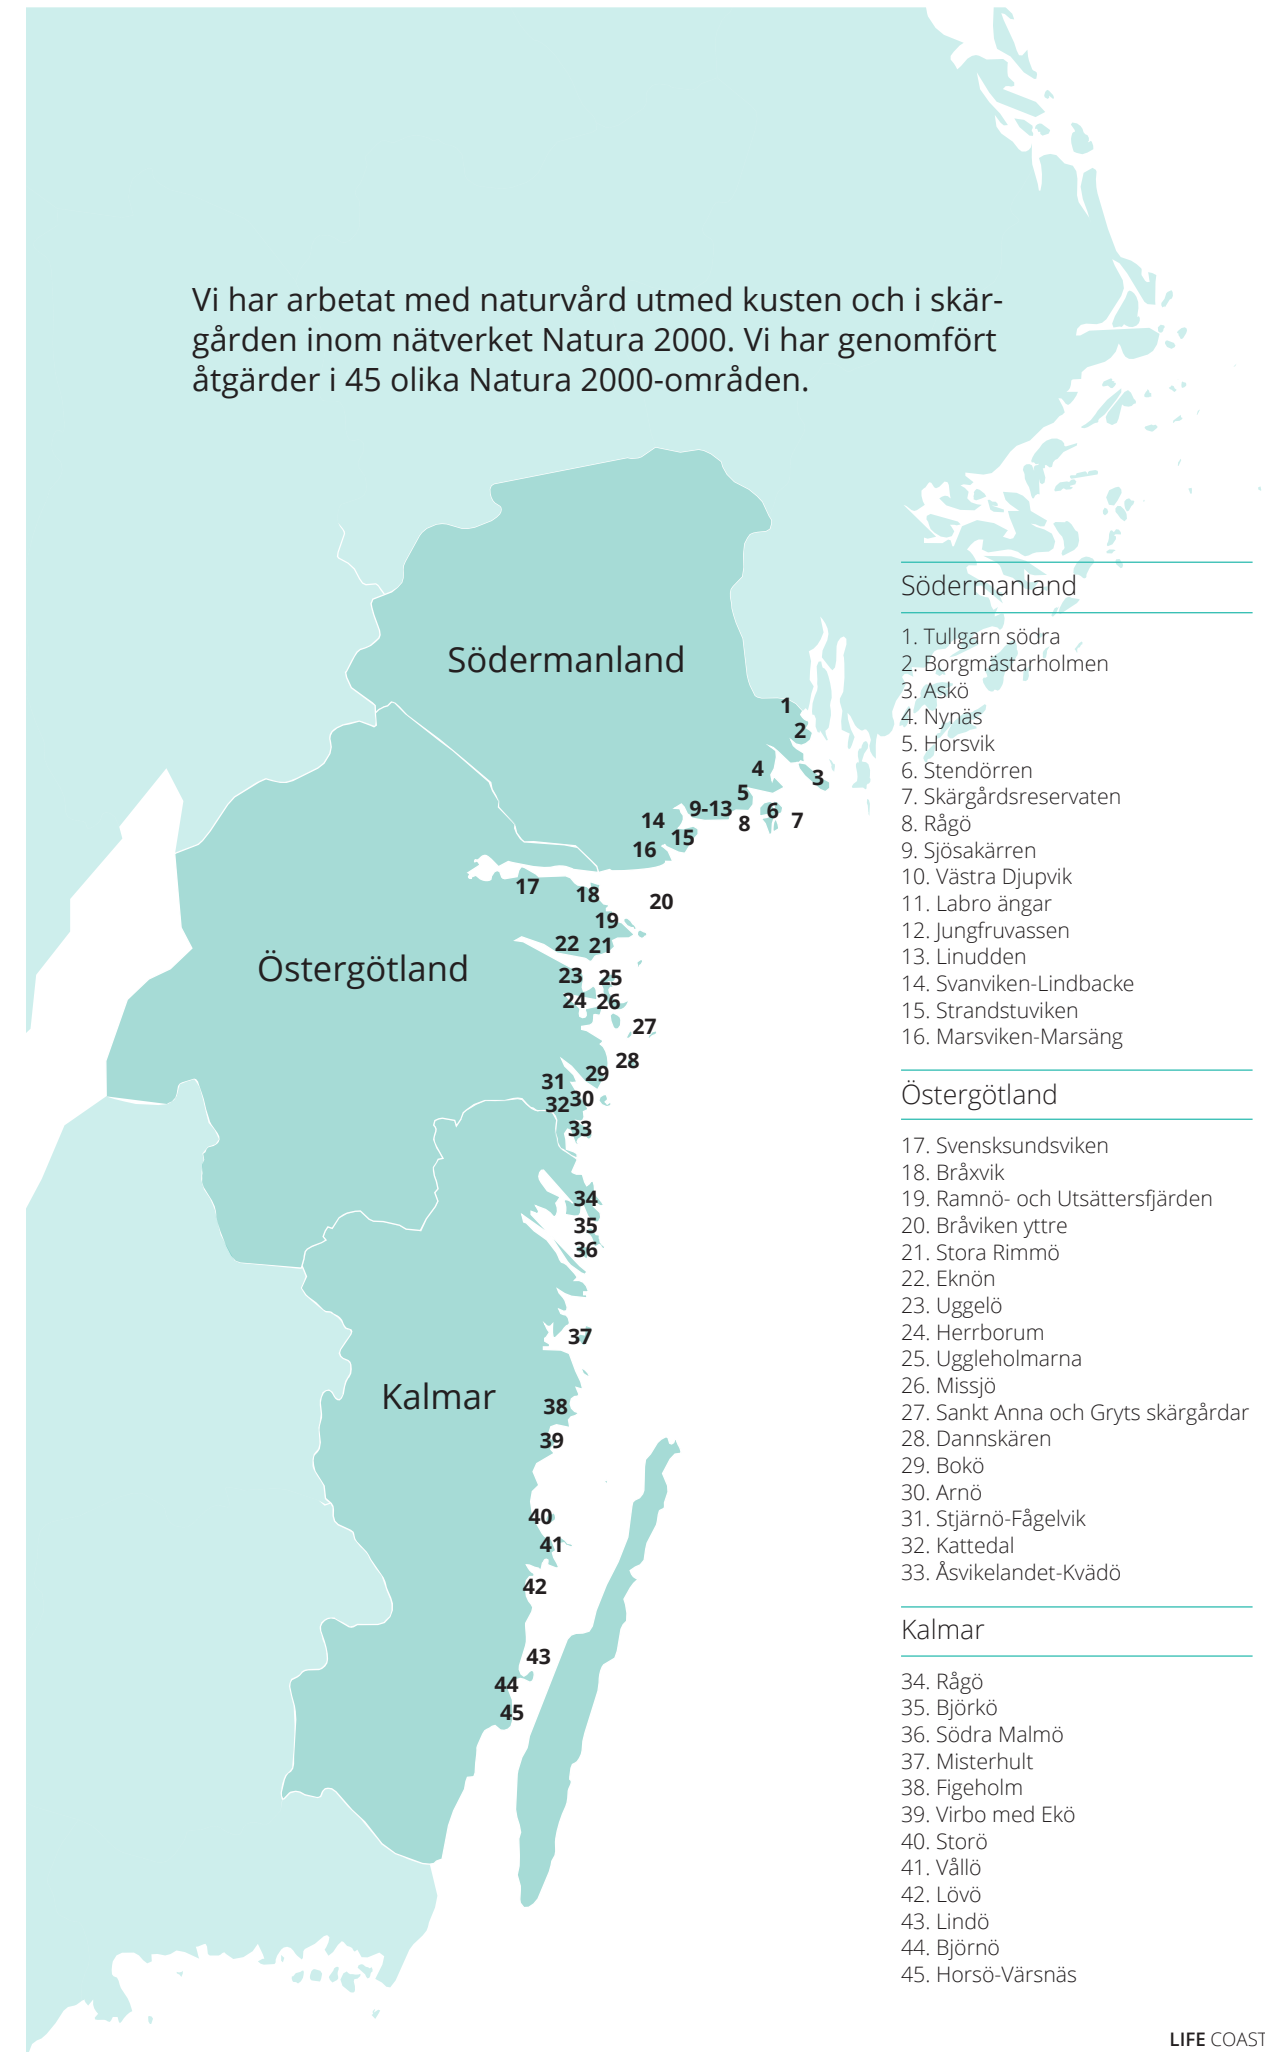 Vi har arbetat med naturvård utmed kusten och i skär-
gården inom nätverket Natura 2000. Vi har genomfört
åtgärder i 45 olika Natura 2000-områden.
Södermanland
1
2
3
4
5
6
7
8
9-13
14
15
16
Östergötland
17
18
19
20
21
22
23
24
25
26
27
28
29
30
31
32
33
Kalmar
34
35
36
37
38
39
40
41
42
43
44
45
Södermanland
1. Tullgarn södra
2. Borgmästarholmen
3. Askö
4. Nynäs
5. Horsvik
6. Stendörren
7. Skärgårdsreservaten
8. Rågö
9. Sjösakärren
10. Västra Djupvik
11. Labro ängar
12. Jungfruvassen
13. Linudden
14. Svanviken-Lindbacke
15. Strandstuviken
16. Marsviken-Marsäng
Östergötland
17. Svensksundsviken
18. Bråxvik
19. Ramnö- och Utsättersfjärden
20. Bråviken yttre
21. Stora Rimmö
22. Eknön
23. Uggelö
24. Herrborum
25. Uggleholmarna
26. Missjö
27. Sankt Anna och Gryts skärgårdar
28. Dannskären
29. Bokö
30. Arnö
31. Stjärnö-Fågelvik
32. Kattedal
33. Åsvikelandet-Kvädö
Kalmar
34. Rågö
35. Björkö
36. Södra Malmö
37. Misterhult
38. Figeholm
39. Virbo med Ekö
40. Storö
41. Vållö
42. Lövö
43. Lindö
44. Björnö
45. Horsö-Värsnäs
LIFE COAST